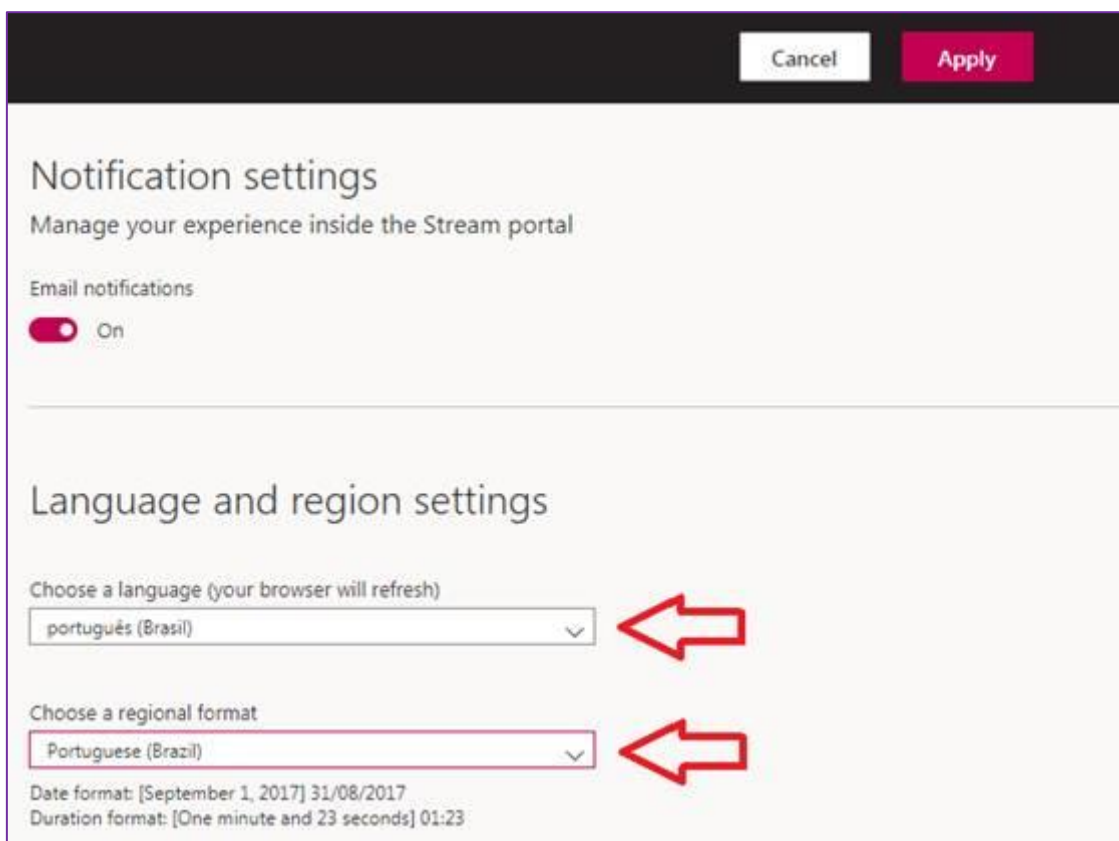 Cancel Apply
Notification settings
Manage your experience inside the Stream portal
Email notifications
On
Language and region settings
Choose a language (your browser will refresh)
português (Brasil)
Choose a regional format
Portuguese (Brazil)
Date format: [September 1, 2017] 31/08/2017
Duration format: [One minute and 23 seconds] 01:23